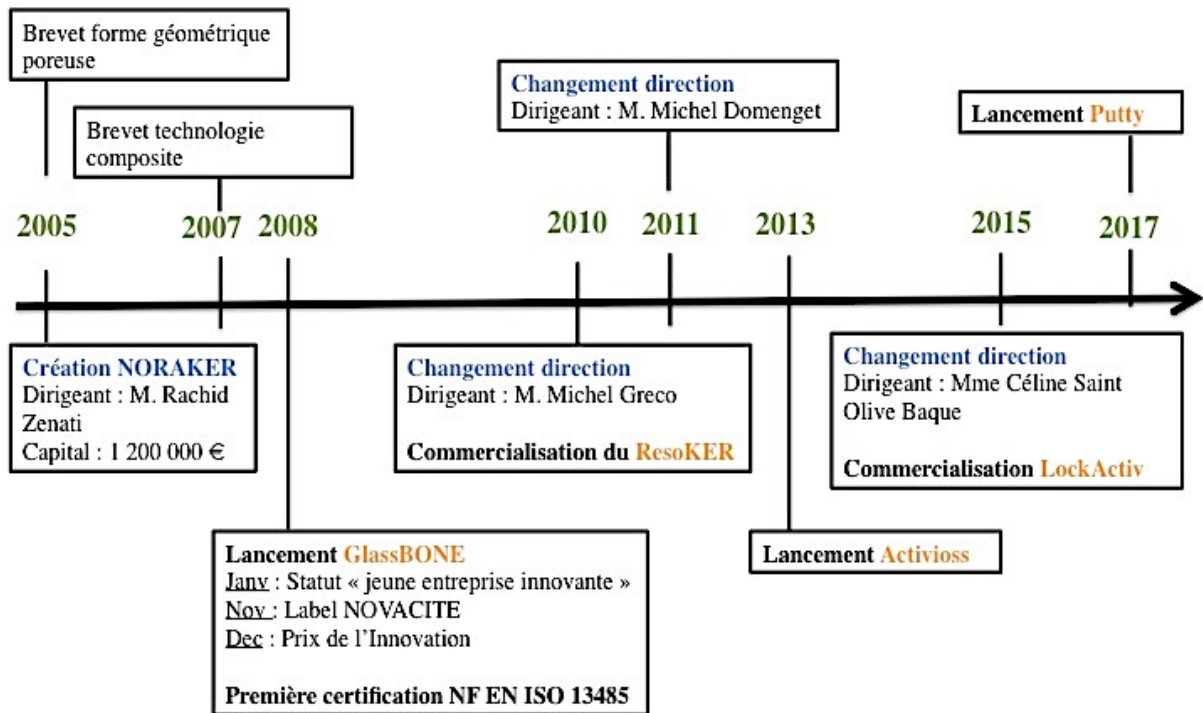 Brevet forme géométrique
poreuse
Brevet technologie
composite
Changement direction
Dirigeant : M. Michel Domenget
Lancement Putty
2005
2007
2008
2010
2011
2013
2015
2017
Création NORAKER
Dirigeant : M. Rachid
Zenati
Capital : 1 200 000 €
Changement direction
Dirigeant : M. Michel Greco
Commercialisation du ResoKER
Changement direction
Dirigeant : Mme Céline Saint
Olive Baque
Commercialisation LockActiv
Lancement GlassBONE
Janv : Statut « jeune entreprise innovante »
Nov : Label NOVACITE
Dec : Prix de l’Innovation
Première certification NF EN ISO 13485
Lancement Activioss